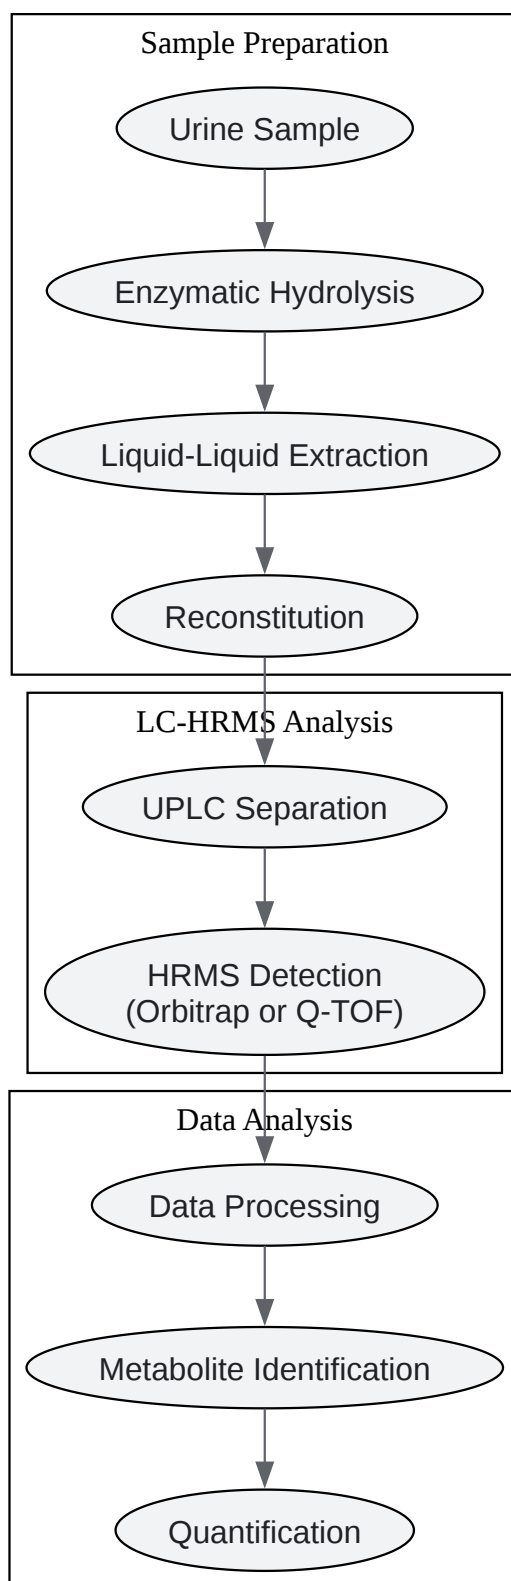 Sample Preparation
Urine Sample
Enzymatic Hydrolysis
Liquid-Liquid Extraction
Reconstitution
LC-HRMS Analysis
UPLC Separation
HRMS Detection
(Orbitrap or Q-TOF)
Data Analysis
Data Processing
Metabolite Identification
Quantification